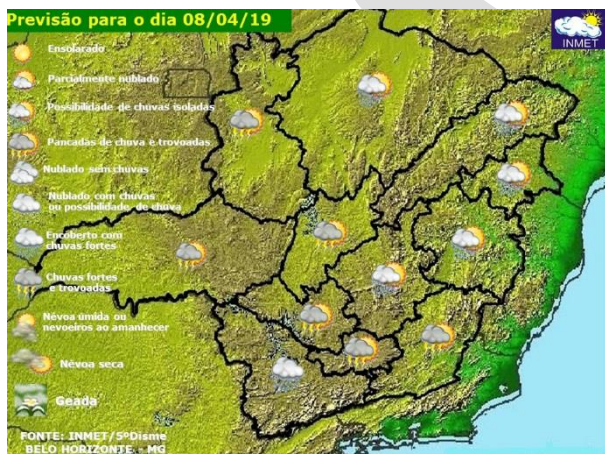 Previsão para o dia 08/04/19
INMET
Ensolarado
Parcialmente nublado
Possibilidade de chuvas isoladas
Pancadas de chuva e trovoadas
Nublado sem chuvas
Nublado com chuvas
ou possibilidade de chuva
Encoberto com
chuvas fortes
Chuvas fortes
e trovoadas
Névoa úmida ou
nevoeiros ao amanhecer
Névoa seca
Geada
FONTE: INMET/5ºDisme
BELO HORIZONTE - MG